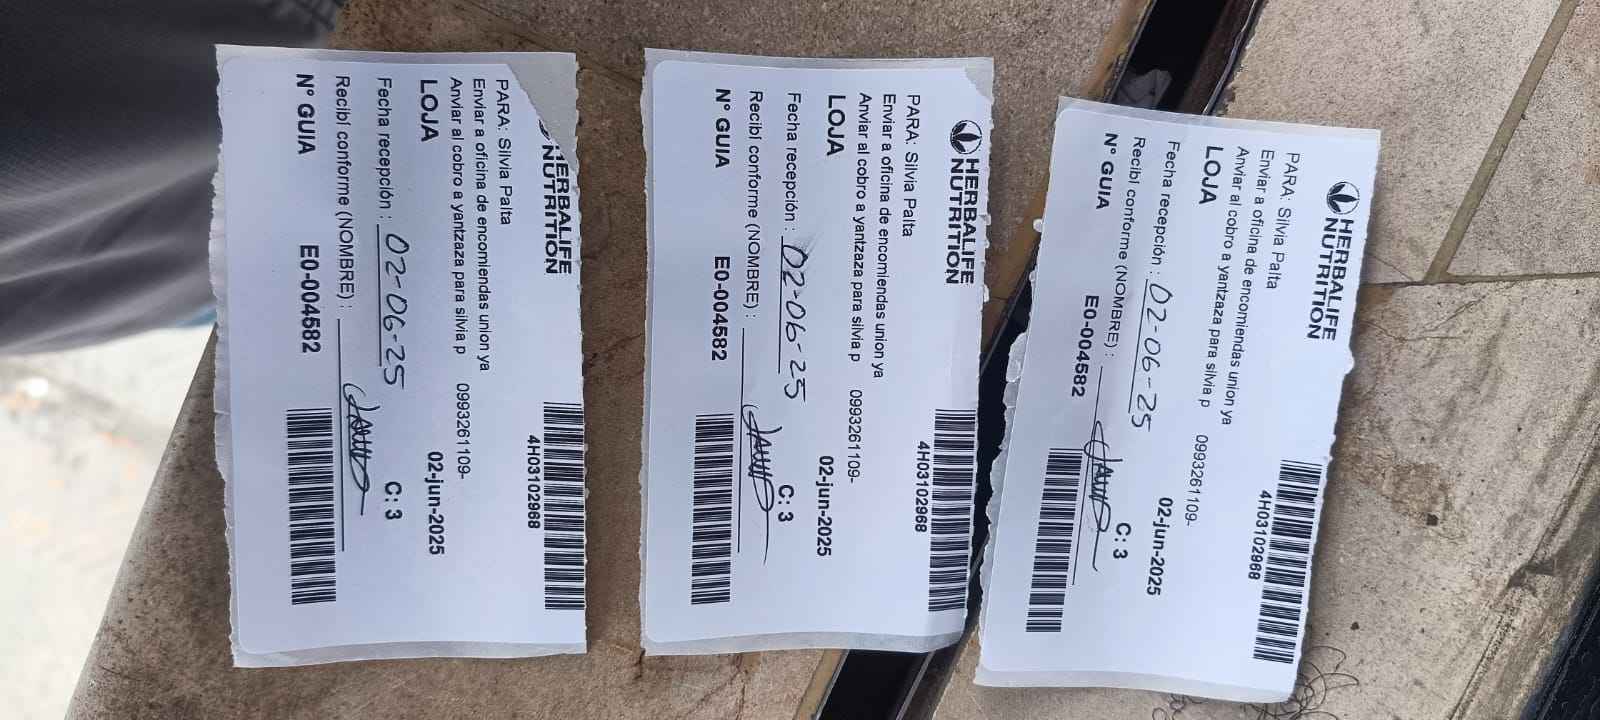 HERBALIFE
NUTRITION
4H03102968
PARA: Silvia Palta
Enviar a oficina de encomiendas union ya
Anviar al cobro a yantzaza para silvia p 0993261109-
LOJA 02-jun-2025
Fecha recepción : 02-06-25 C: 3
Recibí conforme (NOMBRE) :
N° GUIA E0-004582
HERBALIFE
NUTRITION
4H03102968
PARA: Silvia Palta
Enviar a oficina de encomiendas union ya
Anviar al cobro a yantzaza para silvia p 0993261109-
LOJA 02-jun-2025
Fecha recepción : 02-06-25 C: 3
Recibí conforme (NOMBRE) :
N° GUIA E0-004582
HERBALIFE
NUTRITION
4H03102968
PARA: Silvia Palta
Enviar a oficina de encomiendas union ya
Anviar al cobro a yantzaza para silvia p 0993261109-
LOJA 02-jun-2025
Fecha recepción : 02-06-25 C: 3
Recibí conforme (NOMBRE) :
N° GUIA E0-004582